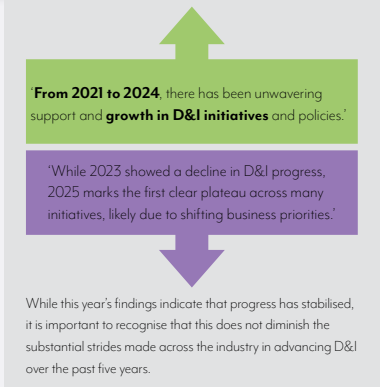 ‘From 2021 to 2024, there has been unwavering
support and growth in D&I initiatives and policies.’
‘While 2023 showed a decline in D&I progress,
2025 marks the first clear plateau across many
initiatives, likely due to shifting business priorities.’
While this year’s findings indicate that progress has stabilised,
it is important to recognise that this does not diminish the
substantial strides made across the industry in advancing D&I
over the past five years.